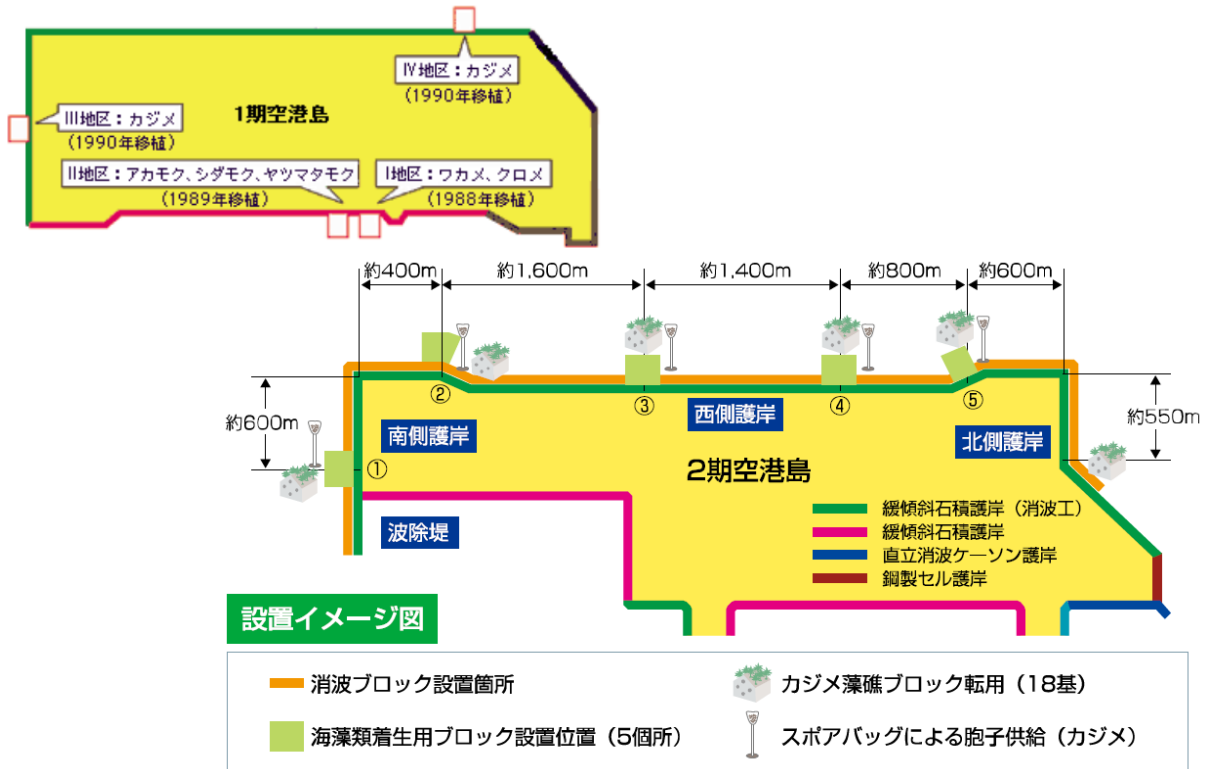 Ⅳ地区：カジメ
（1990年移植）
Ⅲ地区：カジメ
（1990年移植）
1期空港島
Ⅱ地区：アカモク、シダモク、ヤツマタモク
（1989年移植）
Ⅰ地区：ワカメ、クロメ
（1988年移植）
約400m
約1,600m
約1,400m
約800m
約600m
②
③
④
⑤
約600m
①
約550m
南側護岸
西側護岸
北側護岸
2期空港島
波除堤
緩傾斜石積護岸（消波工）
緩傾斜石積護岸
直立消波ケーソン護岸
鋼製セル護岸
設置イメージ図
消波ブロック設置箇所
カジメ藻礁ブロック転用（18基）
海藻類着生用ブロック設置位置（5個所）
スポアバッグによる胞子供給（カジメ）